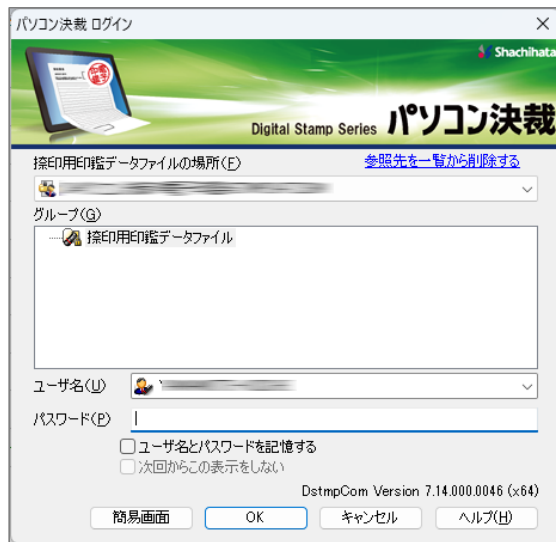 パソコン決裁 ログイン
Shachihata
Digital Stamp Series パソコン決裁
捺印用印鑑データファイルの場所(F)
参照先を一覧から削除する
グループ(G)
捺印用印鑑データファイル
ユーザ名(U)
パスワード(P)
ユーザ名とパスワードを記憶する
次回からこの表示をしない
DstmpCom Version 7.14.000.0046 (x64)
簡易画面
OK
キャンセル
ヘルプ(H)